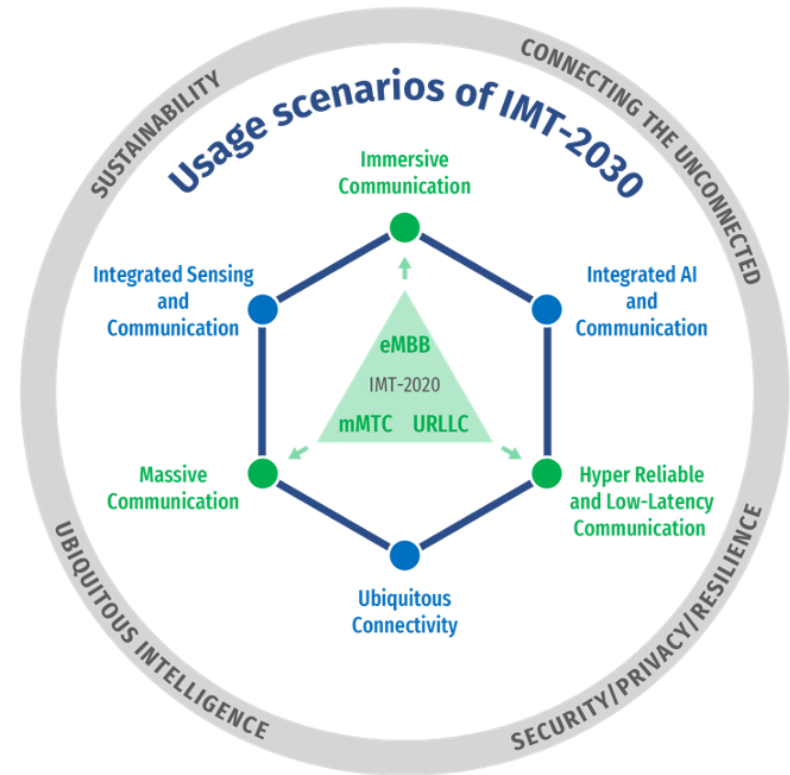 SUSTAINABILITY
CONNECTING THE UNCONNECTED
Usage scenarios of IMT-2030
Immersive
Communication
Integrated Sensing
and
Communication
Integrated AI
and
Communication
eMBB
IMT-2020
mMTC URLLC
Massive
Communication
Hyper Reliable
and Low-Latency
Communication
Ubiquitous
Connectivity
UBIQUITOUS INTELLIGENCE
SECURITY/PRIVACY/RESILIENCE